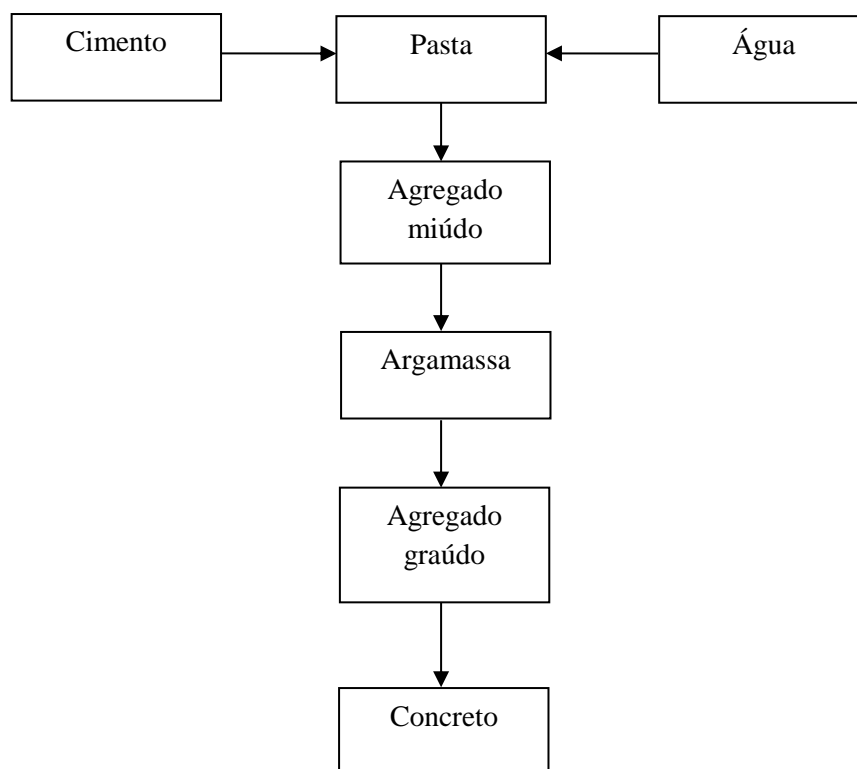 Cimento
Pasta
Água
Agregado
miúdo
Argamassa
Agregado
graúdo
Concreto